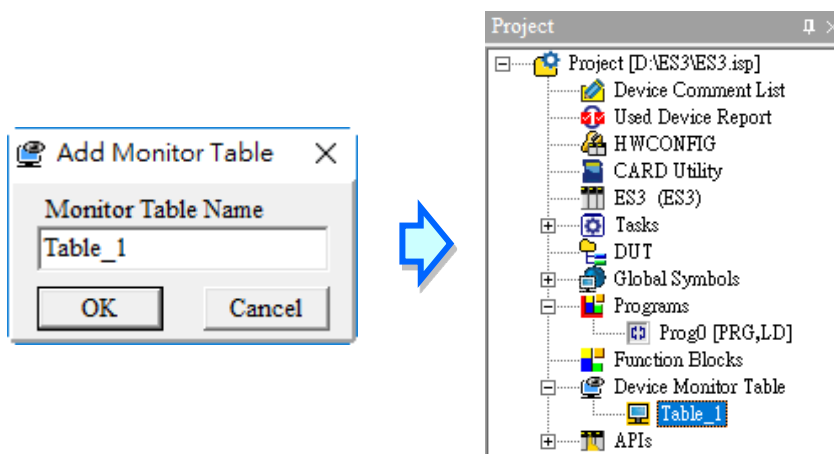 Add Monitor Table
Monitor Table Name
Table_1
OK
Cancel
Project
Project [D:\ES3\ES3.isp]
Device Comment List
Used Device Report
HWCONFIG
CARD Utility
ES3 (ES3)
Tasks
DUT
Global Symbols
Programs
Prog0 [PRG,LD]
Function Blocks
Device Monitor Table
Table_1
APIs